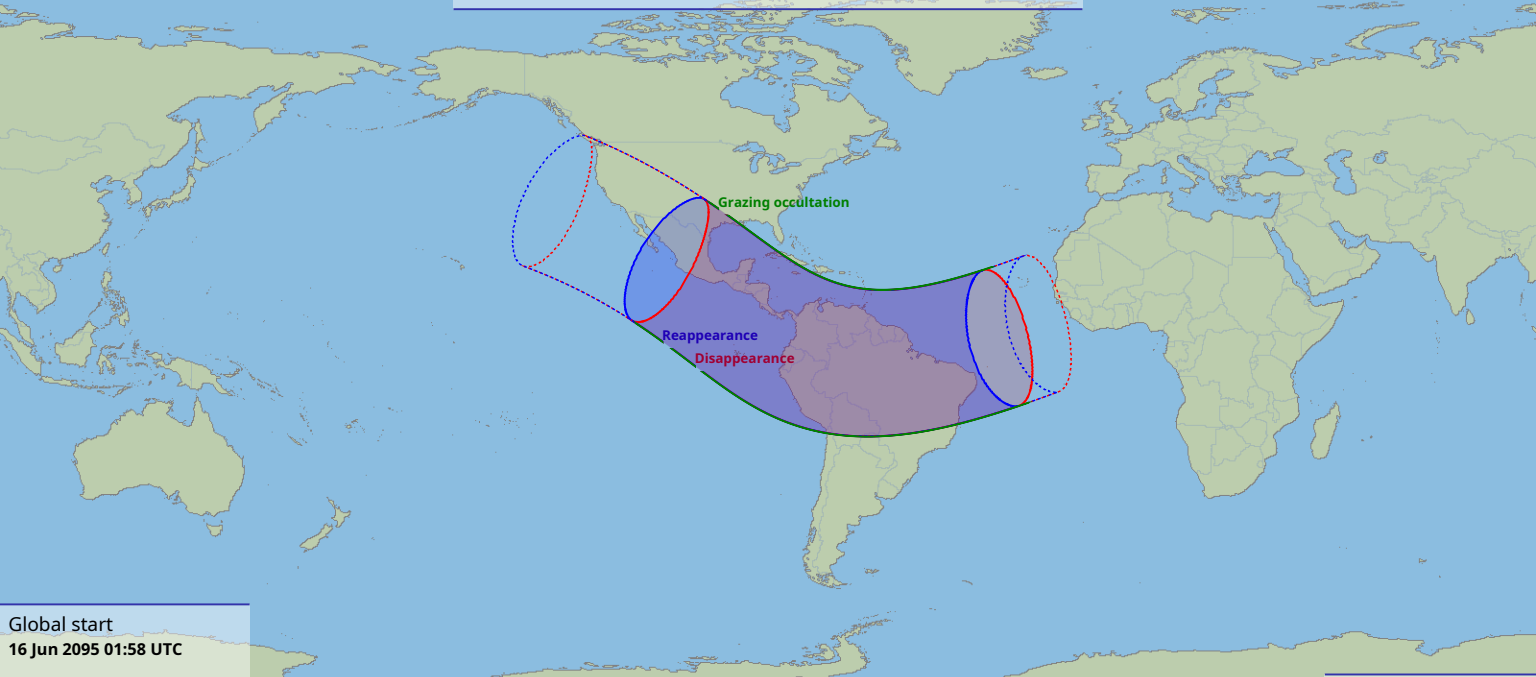 Grazing occultation
Reappearance
Disappearance
Global start
16 Jun 2095 01:58 UTC